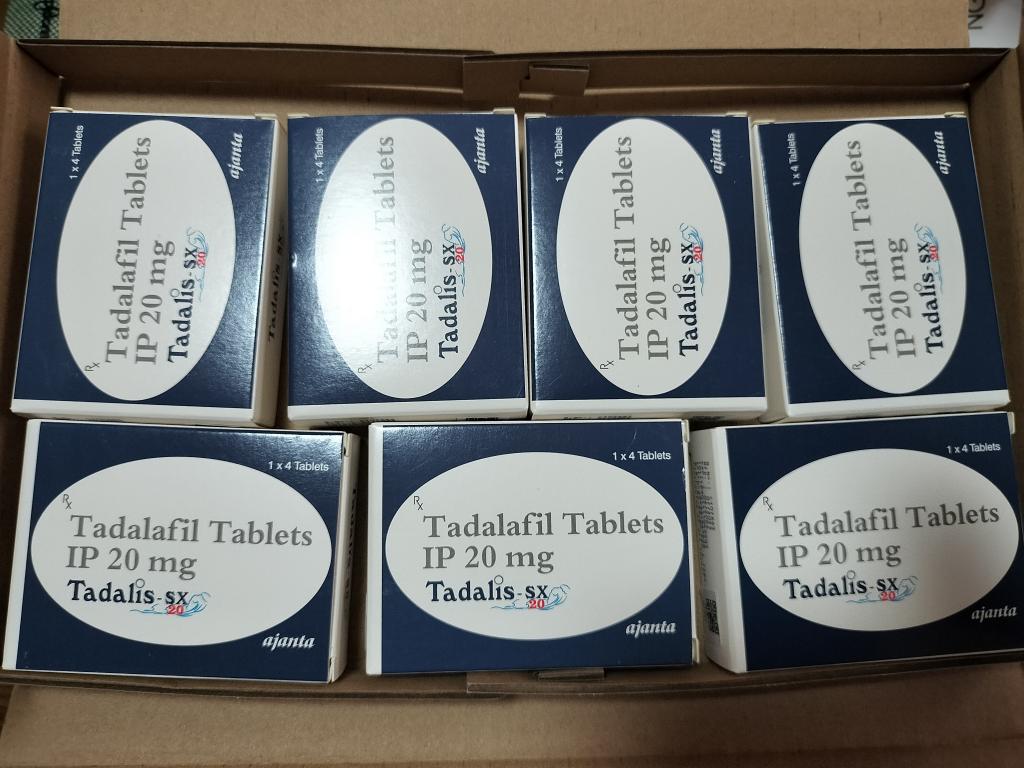 NG
1 x 4 Tablets
ajanta
Rx
Tadalafil Tablets
IP 20 mg
Tadalis-sx
20
Tadalis-sx
1 x 4 Tablets
ajanta
Rx
Tadalafil Tablets
IP 20 mg
Tadalis-sx
20
1 x 4 Tablets
ajanta
Rx
Tadalafil Tablets
IP 20 mg
Tadalis-sx
20
1 x 4 Tablets
ajanta
Rx
Tadalafil Tablets
IP 20 mg
Tadalis-sx
20
1 x 4 Tablets
Rx
Tadalafil Tablets
IP 20 mg
Tadalis-sx
20
ajanta
1 x 4 Tablets
Rx
Tadalafil Tablets
IP 20 mg
Tadalis-sx
20
ajanta
1 x 4 Tablets
Rx
Tadalafil Tablets
IP 20 mg
Tadalis-sx
20
ajanta